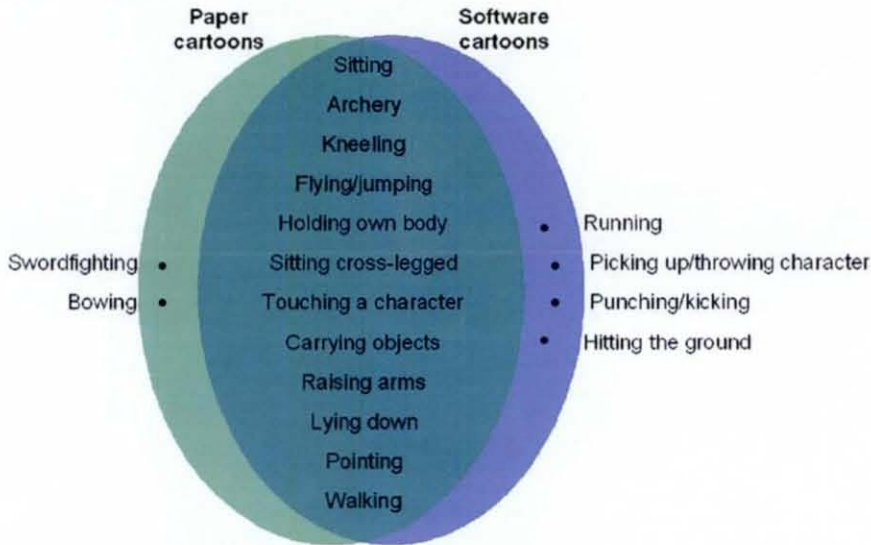 Paper
cartoons
Software
cartoons
Sitting
Archery
Kneeling
Flying/jumping
Holding own body
Sitting cross-legged
Touching a character
Carrying objects
Raising arms
Lying down
Pointing
Walking
Swordfighting •
Bowing •
• Running
• Picking up/throwing character
• Punching/kicking
• Hitting the ground